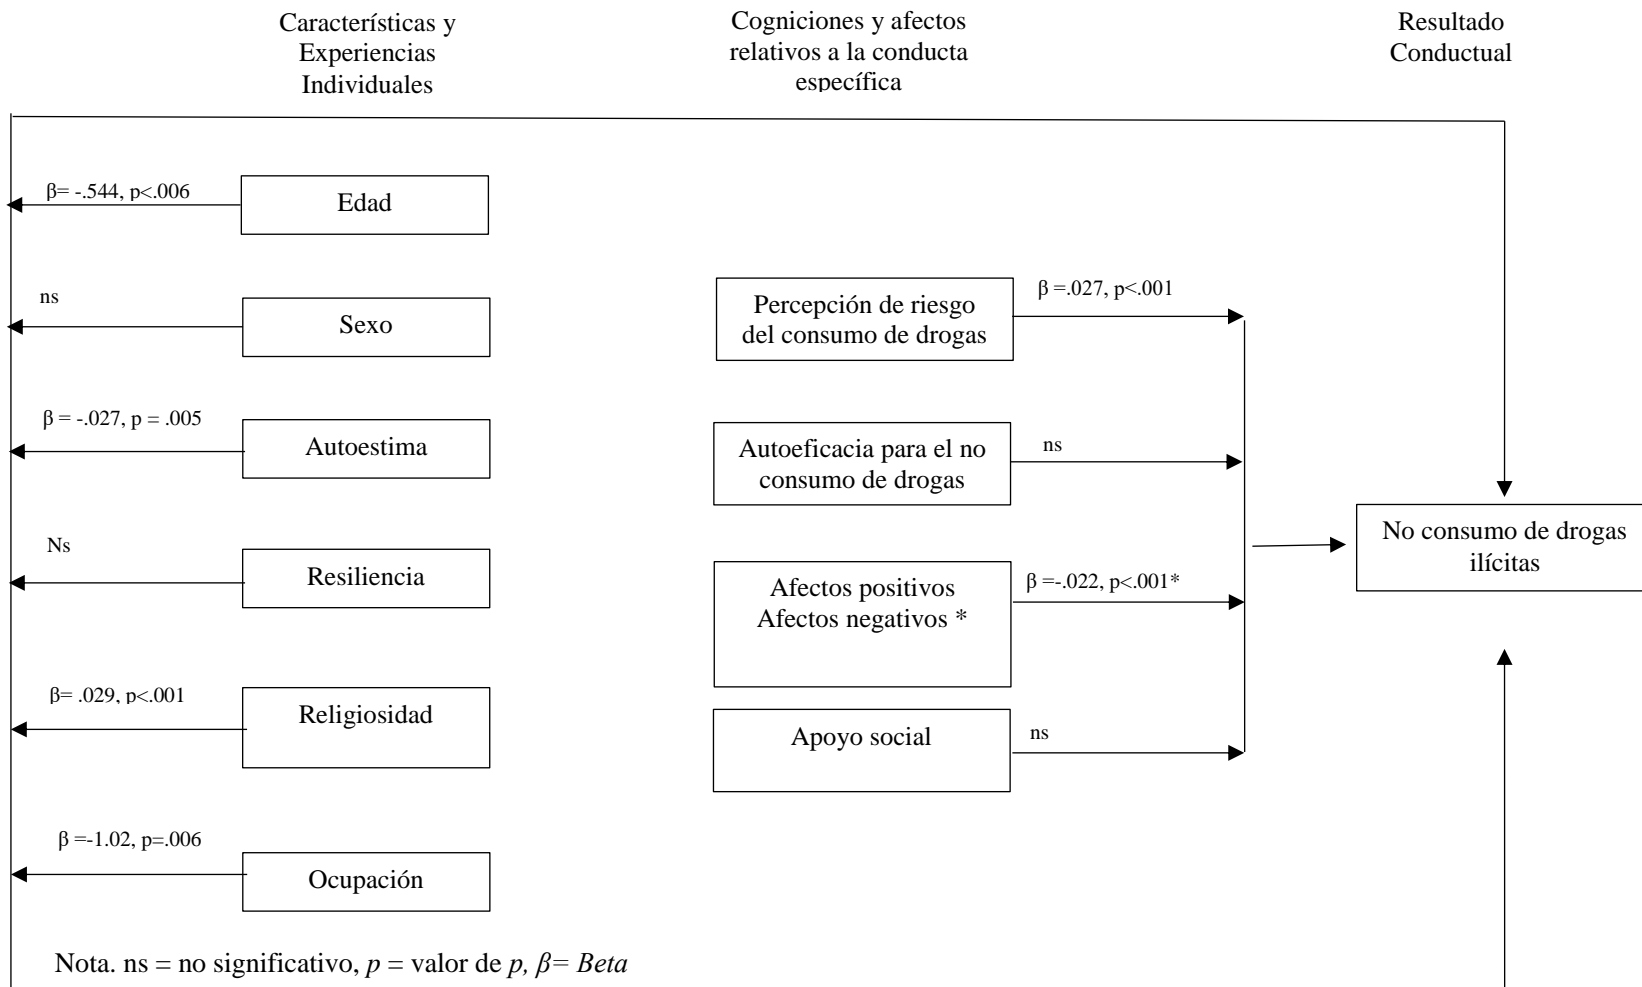 Características y
Experiencias
Individuales
Cogniciones y afectos
relativos a la conducta
específica
Resultado
Conductual
β= -.544, p<.006
Edad
ns
Sexo
β = -.027, p = .005
Autoestima
Ns
Resiliencia
β= .029, p<.001
Religiosidad
β =-1.02, p=.006
Ocupación
Percepción de riesgo
del consumo de drogas
β =.027, p<.001
Autoeficacia para el no
consumo de drogas
ns
Afectos positivos
Afectos negativos *
β =-.022, p<.001*
Apoyo social
ns
No consumo de drogas
ilícitas
Nota. ns = no significativo, p = valor de p, β= Beta